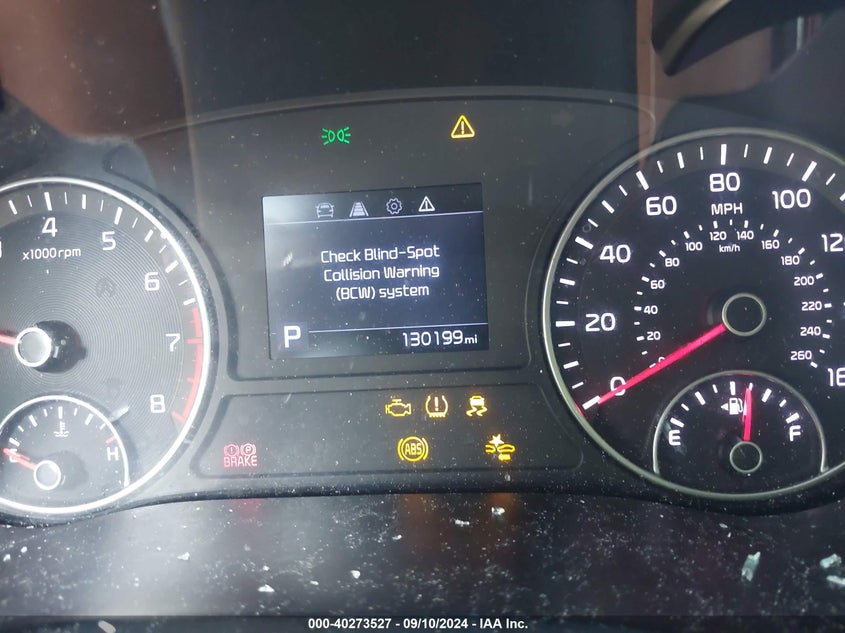 4
5
6
7
8
x1000rpm
H
Check Blind-Spot
Collision Warning
(BCW) system
P
130199 mi
BRAKE
ABS
0
20
40
60
80
100
MPH
km/h
20
40
60
80
100
120
140
160
180
200
220
240
260
E
F
000-40273527 - 09/10/2024 - IAA Inc.